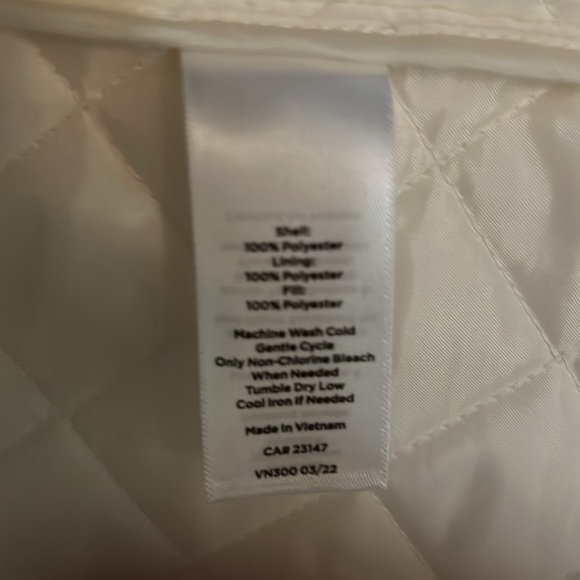 Shell:
100% Polyester
Lining:
100% Polyester
Fill:
100% Polyester
Machine Wash Cold
Gentle Cycle
Only Non-Chlorine Bleach
When Needed
Tumble Dry Low
Cool Iron If Needed
Made In Vietnam
CA# 23147
VN300 03/22